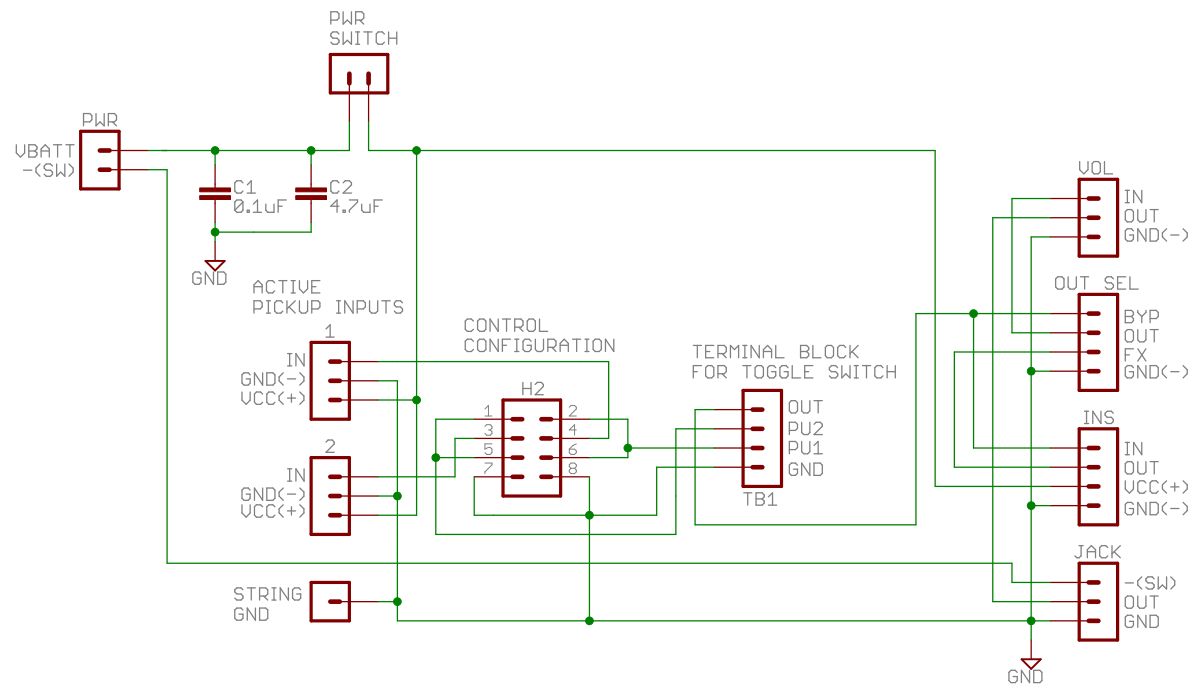 PWR
SWITCH
PWR
VBATT
-(SW)
C1
0.1uF
C2
4.7uF
GND
ACTIVE
PICKUP INPUTS
1
IN
GND(-)
VCC(+)
2
IN
GND(-)
VCC(+)
STRING
GND
CONTROL
CONFIGURATION
H2
1 2
3 4
5 6
7 8
TERMINAL BLOCK
FOR TOGGLE SWITCH
OUT
PU2
PU1
GND
TB1
VOL
IN
OUT
GND(-)
OUT SEL
BYP
OUT
FX
GND(-)
INS
IN
OUT
VCC(+)
GND(-)
JACK
-(SW)
OUT
GND
GND